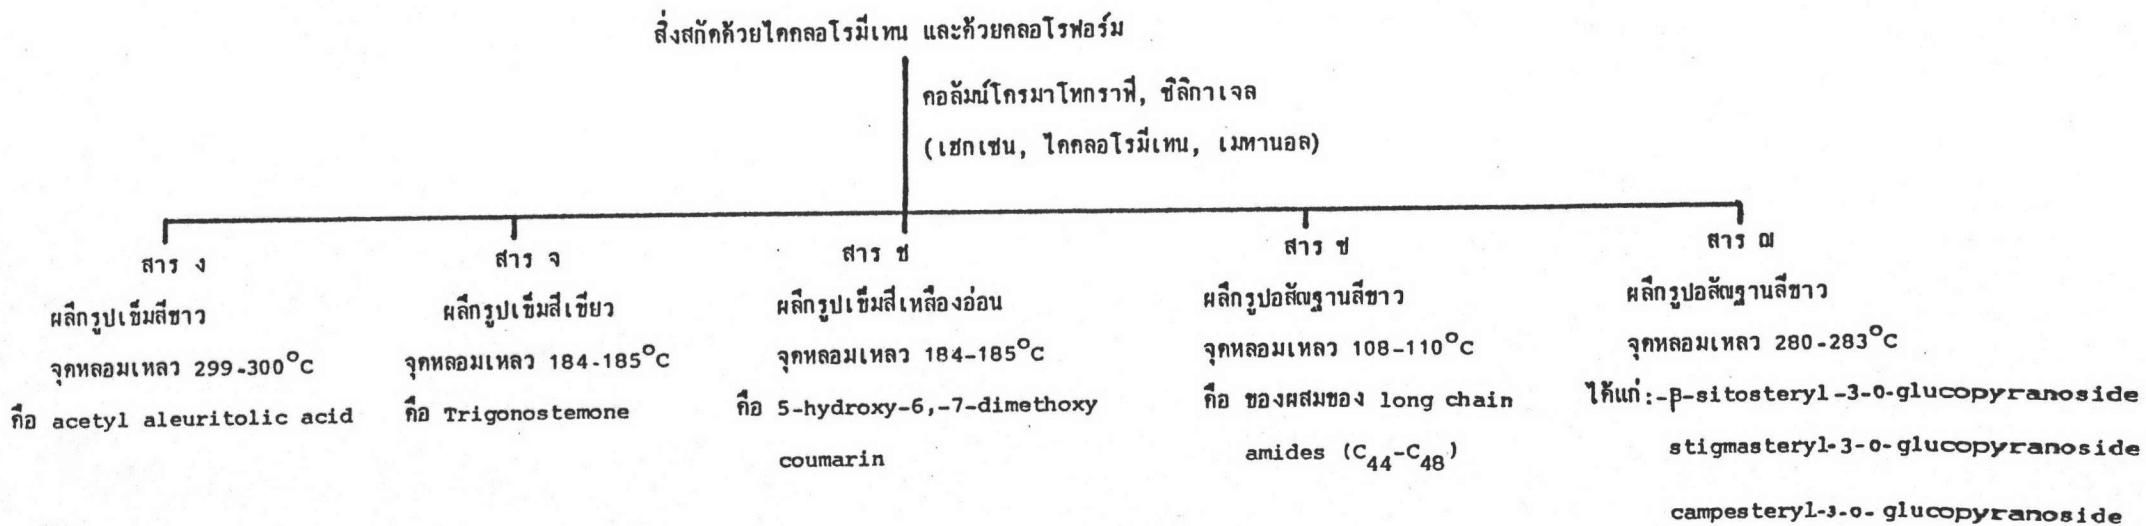 สิ่งสกัดด้วยไดคลอโรมีเทน และด้วยคลอโรฟอร์ม
คอลัมน์โครมาโทกราฟี, ซิลิกาเจล
(เฮกเซน, ไดคลอโรมีเทน, เมทานอล)
สาร ง
ผลึกรูปเข็มสีขาว
จุดหลอมเหลว 299-300°C
คือ acetyl aleuritolic acid
สาร จ
ผลึกรูปเข็มสีเขียว
จุดหลอมเหลว 184-185°C
คือ Trigonostemone
สาร ช
ผลึกรูปเข็มสีเหลืองอ่อน
จุดหลอมเหลว 184-185°C
คือ 5-hydroxy-6,-7-dimethoxy
coumarin
สาร ซ
ผลึกรูปอสัณฐานสีขาว
จุดหลอมเหลว 108-110°C
คือ ของผสมของ long chain
amides (C44-C48)
สาร ฌ
ผลึกรูปอสัณฐานสีขาว
จุดหลอมเหลว 280-283°C
ได้แก่:-β-sitosteryl-3-O-glucopyranoside
stigmasteryl-3-o-glucopyranoside
campesteryl-3-o-glucopyranoside